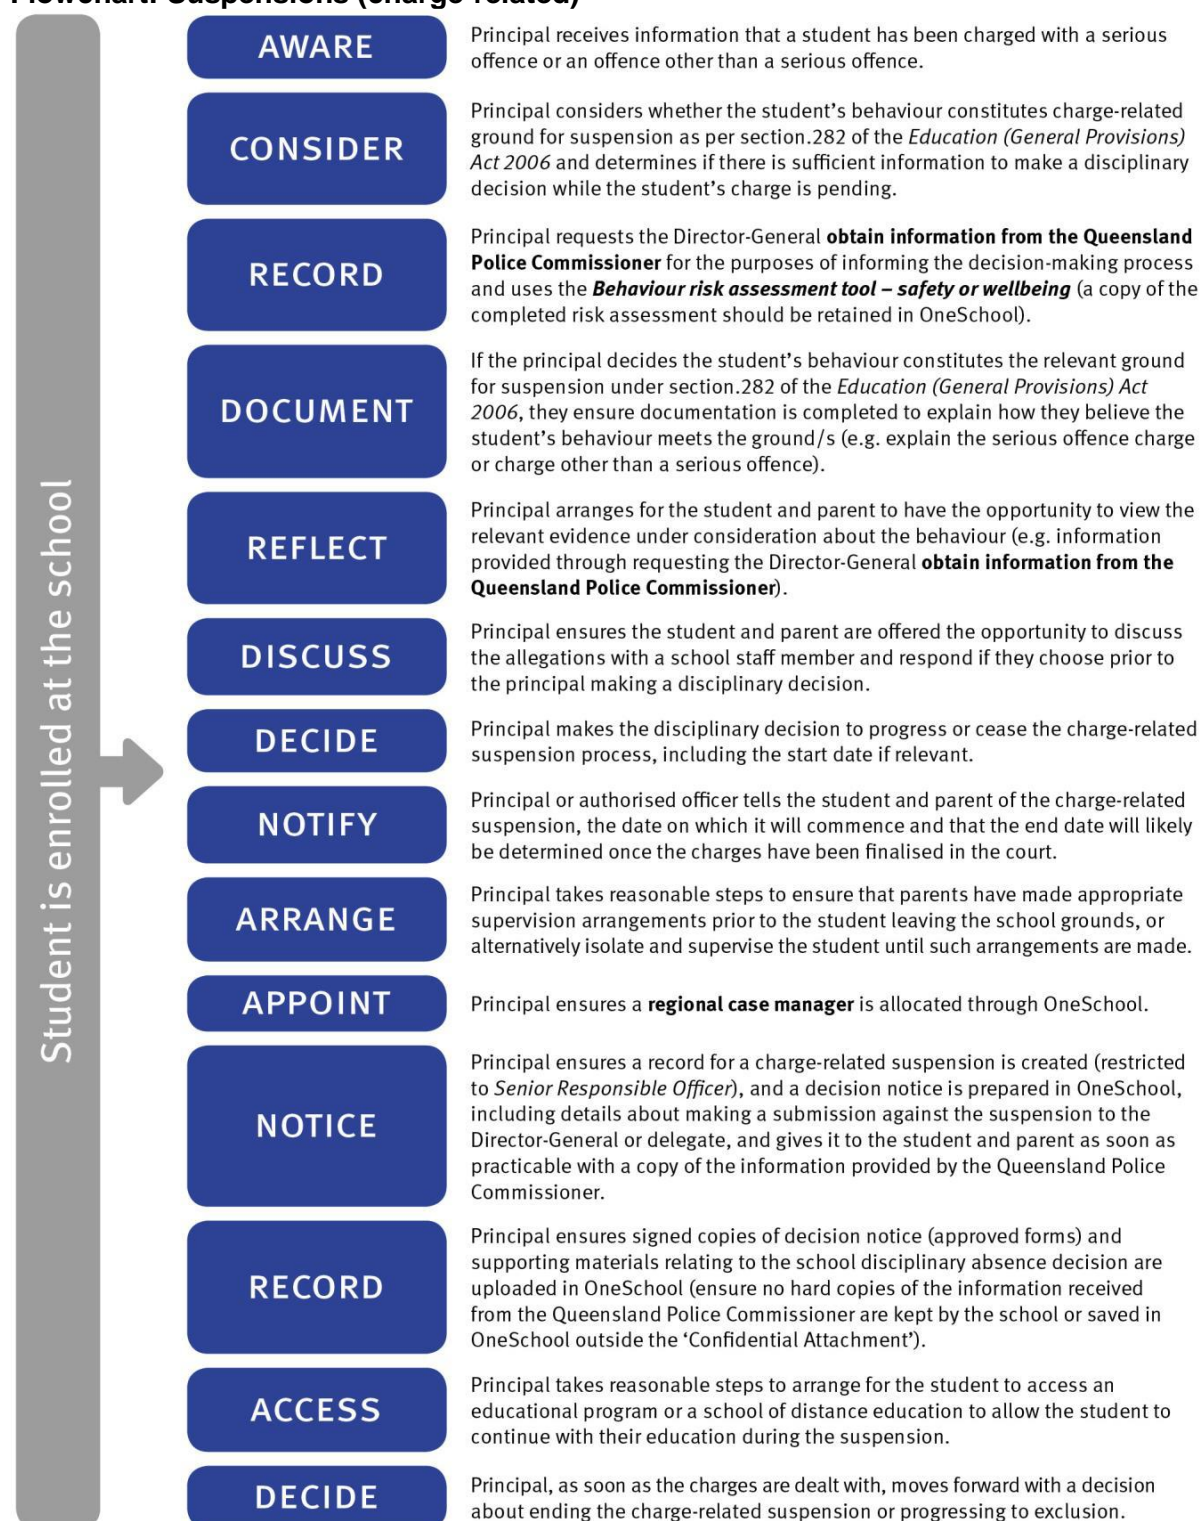 Flowchart: Suspensions (charge-related)
Student is enrolled at the school
AWARE
Principal receives information that a student has been charged with a serious
offence or an offence other than a serious offence.
CONSIDER
Principal considers whether the student's behaviour constitutes charge-related
ground for suspension as per section.282 of the Education (General Provisions)
Act 2006 and determines if there is sufficient information to make a disciplinary
decision while the student's charge is pending.
RECORD
Principal requests the Director-General obtain information from the Queensland
Police Commissioner for the purposes of informing the decision-making process
and uses the Behaviour risk assessment tool – safety or wellbeing (a copy of the
completed risk assessment should be retained in OneSchool).
DOCUMENT
If the principal decides the student's behaviour constitutes the relevant ground
for suspension under section.282 of the Education (General Provisions) Act
2006, they ensure documentation is completed to explain how they believe the
student's behaviour meets the ground/s (e.g. explain the serious offence charge
or charge other than a serious offence).
REFLECT
Principal arranges for the student and parent to have the opportunity to view the
relevant evidence under consideration about the behaviour (e.g. information
provided through requesting the Director-General obtain information from the
Queensland Police Commissioner).
DISCUSS
Principal ensures the student and parent are offered the opportunity to discuss
the allegations with a school staff member and respond if they choose prior to
the principal making a disciplinary decision.
DECIDE
Principal makes the disciplinary decision to progress or cease the charge-related
suspension process, including the start date if relevant.
NOTIFY
Principal or authorised officer tells the student and parent of the charge-related
suspension, the date on which it will commence and that the end date will likely
be determined once the charges have been finalised in the court.
ARRANGE
Principal takes reasonable steps to ensure that parents have made appropriate
supervision arrangements prior to the student leaving the school grounds, or
alternatively isolate and supervise the student until such arrangements are made.
APPOINT
Principal ensures a regional case manager is allocated through OneSchool.
NOTICE
Principal ensures a record for a charge-related suspension is created (restricted
to Senior Responsible Officer), and a decision notice is prepared in OneSchool,
including details about making a submission against the suspension to the
Director-General or delegate, and gives it to the student and parent as soon as
practicable with a copy of the information provided by the Queensland Police
Commissioner.
RECORD
Principal ensures signed copies of decision notice (approved forms) and
supporting materials relating to the school disciplinary absence decision are
uploaded in OneSchool (ensure no hard copies of the information received
from the Queensland Police Commissioner are kept by the school or saved in
OneSchool outside the 'Confidential Attachment').
ACCESS
Principal takes reasonable steps to arrange for the student to access an
educational program or a school of distance education to allow the student to
continue with their education during the suspension.
DECIDE
Principal, as soon as the charges are dealt with, moves forward with a decision
about ending the charge-related suspension or progressing to exclusion.